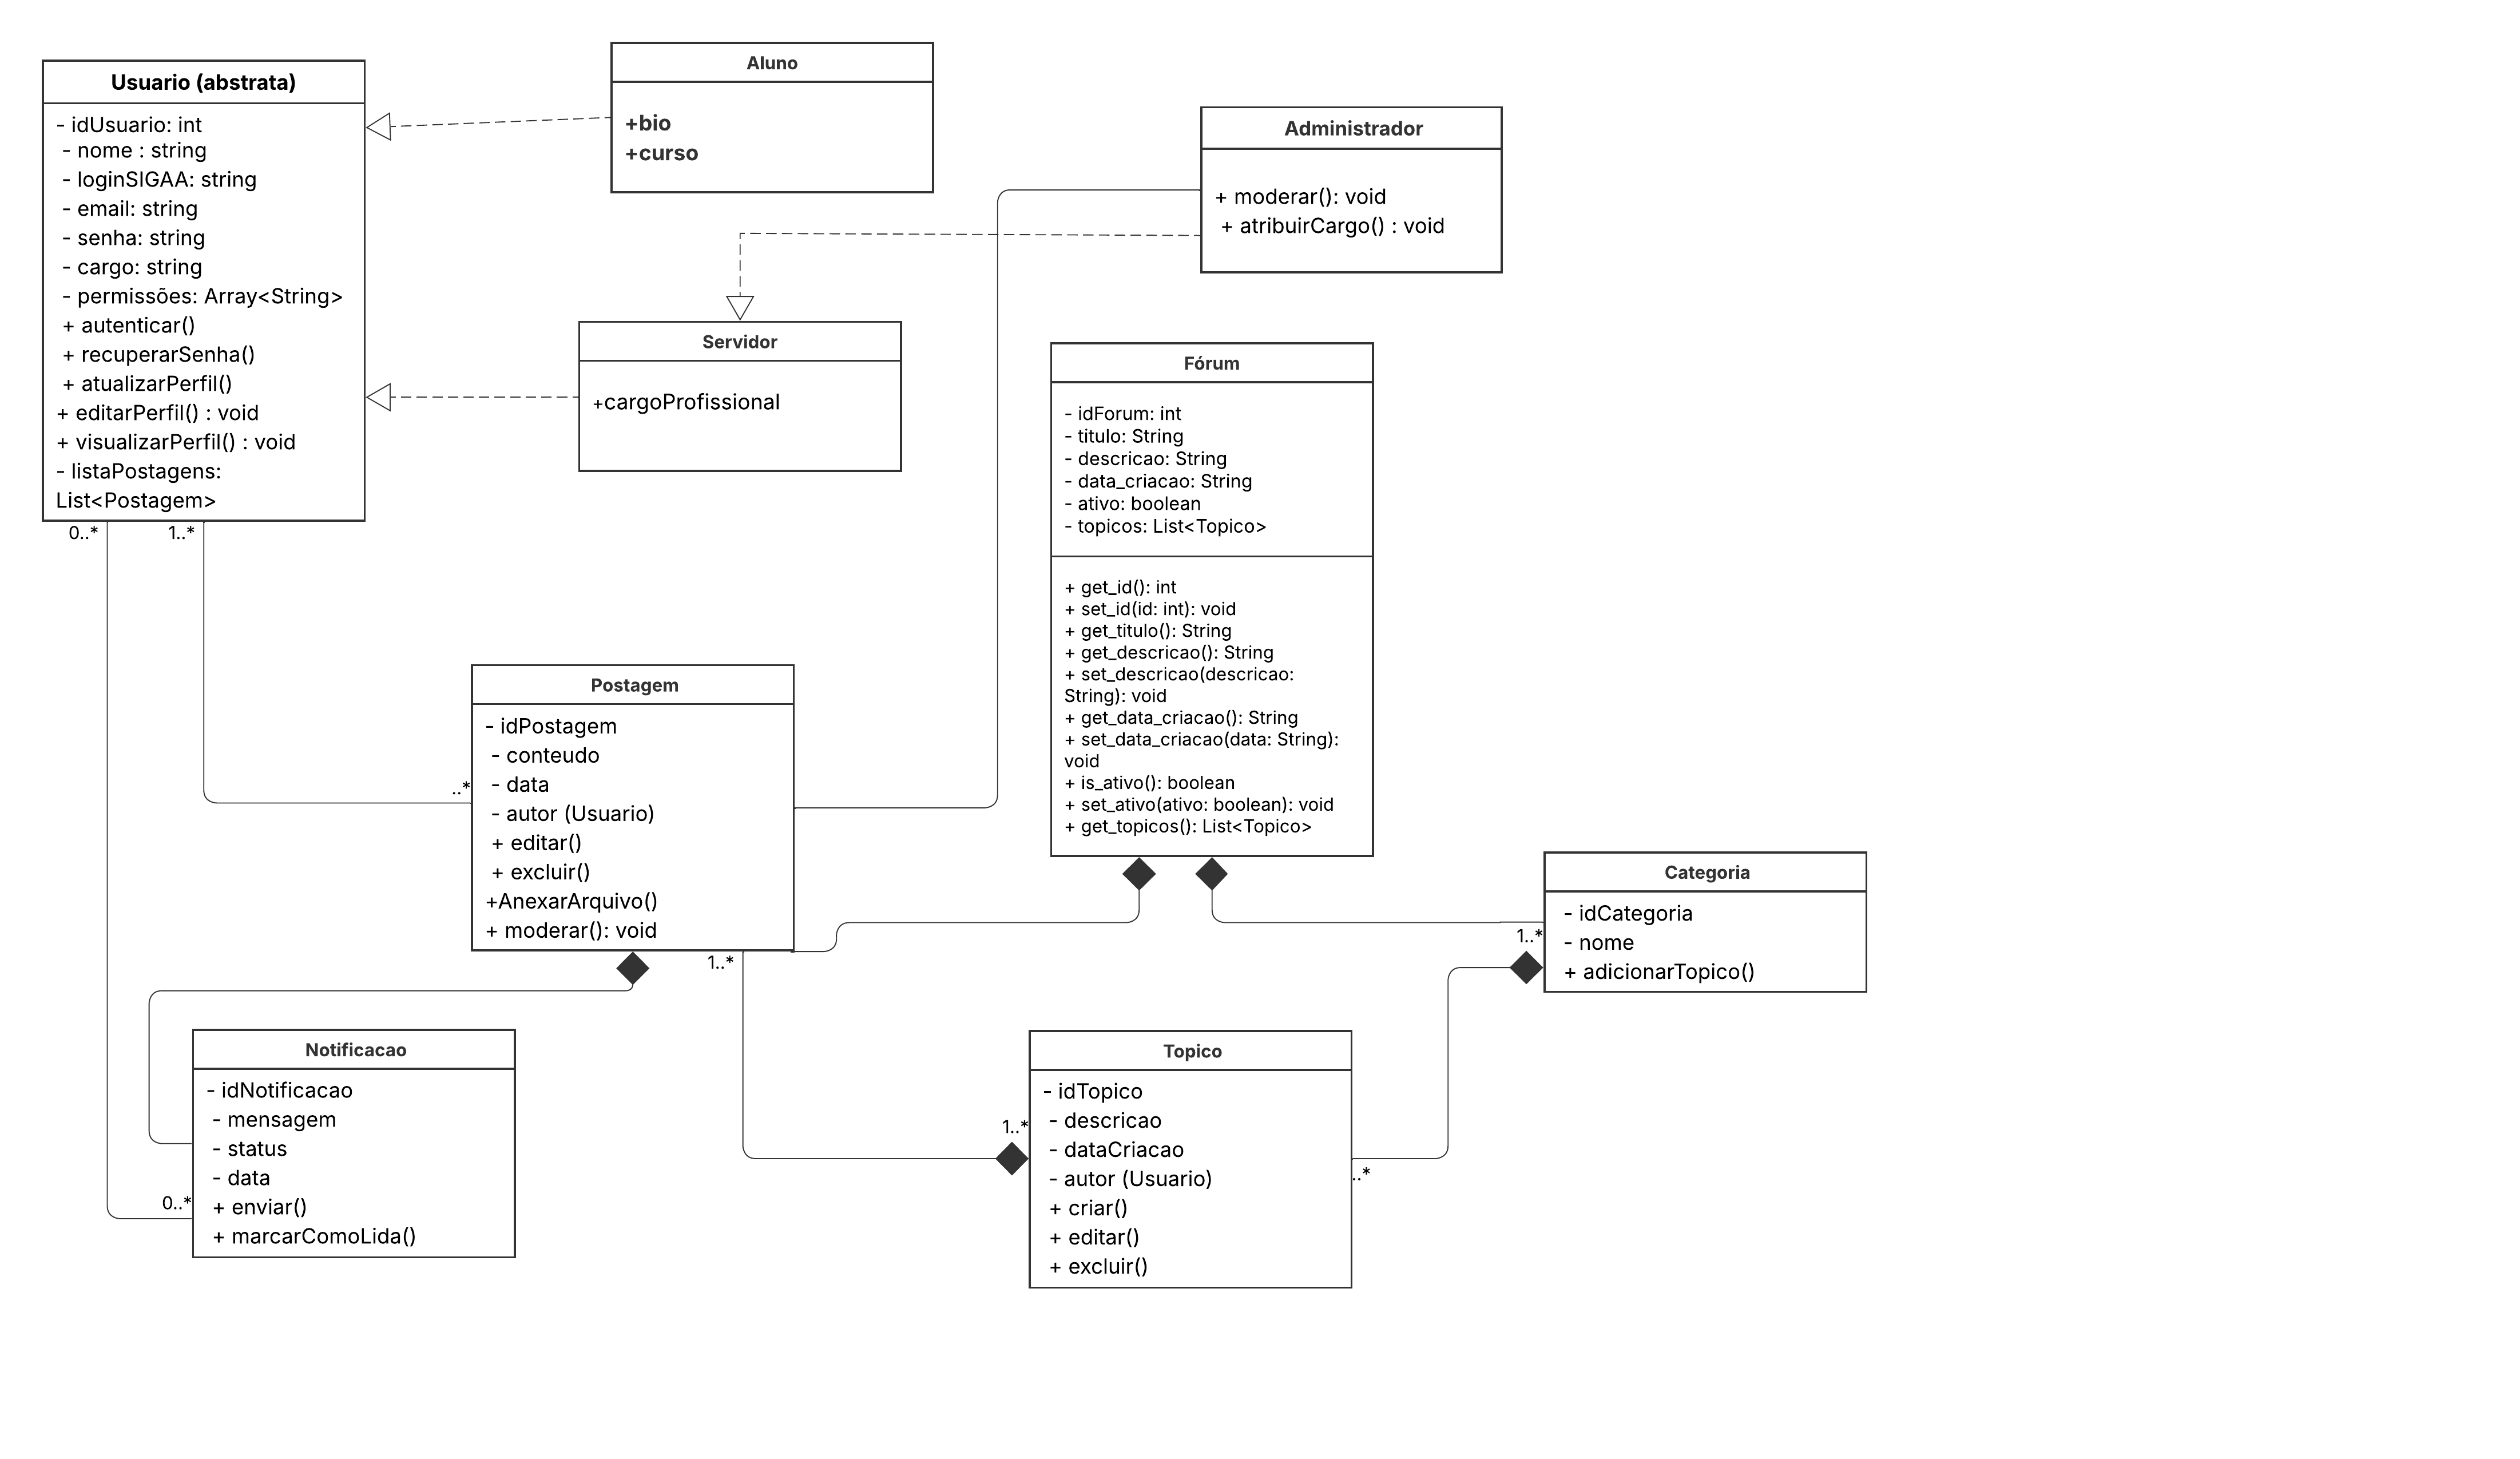 Usuario (abstrata)
- idUsuario: int
- nome : string
- loginSIGAA: string
- email: string
- senha: string
- cargo: string
- permissões: Array<String>
+ autenticar()
+ recuperarSenha()
+ atualizarPerfil()
+ editarPerfil() : void
+ visualizarPerfil() : void
- listaPostagens:
List<Postagem>
0..*
1..*
Aluno
+bio
+curso
Administrador
+ moderar(): void
+ atribuirCargo() : void
Servidor
+cargoProfissional
Fórum
- idForum: int
- titulo: String
- descricao: String
- data_criacao: String
- ativo: boolean
- topicos: List<Topico>
+ get_id(): int
+ set_id(id: int): void
+ get_titulo(): String
+ get_descricao(): String
+ set_descricao(descricao:
String): void
+ get_data_criacao(): String
+ set_data_criacao(data: String):
void
+ is_ativo(): boolean
+ set_ativo(ativo: boolean): void
+ get_topicos(): List<Topico>
Postagem
- idPostagem
- conteudo
- data
- autor (Usuario)
+ editar()
+ excluir()
+AnexarArquivo()
+ moderar(): void
..*
1..*
Categoria
- idCategoria
- nome
+ adicionarTopico()
1..*
Notificacao
- idNotificacao
- mensagem
- status
- data
+ enviar()
+ marcarComoLida()
0..*
Topico
- idTopico
- descricao
- dataCriacao
- autor (Usuario)
+ criar()
+ editar()
+ excluir()
1..*
..*